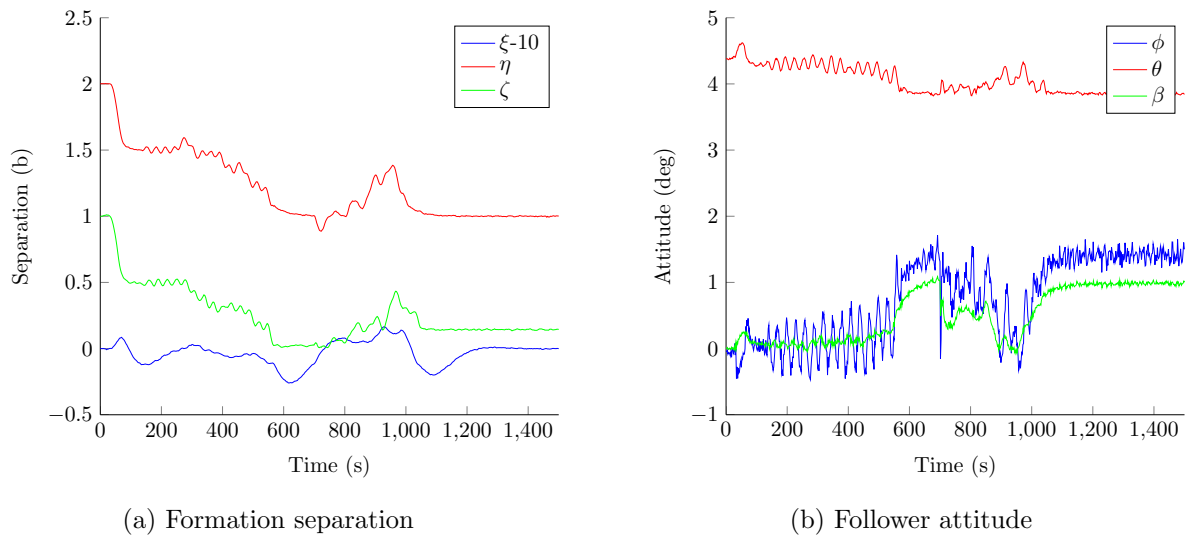 2.5
2
1.5
1
0.5
0
−0.5
Separation (b)
0 200 400 600 800 1,000 1,200 1,400
Time (s)
ξ-10
η
ζ
(a) Formation separation
5
4
3
2
1
0
−1
Attitude (deg)
0 200 400 600 800 1,000 1,200 1,400
Time (s)
ϕ
θ
β
(b) Follower attitude